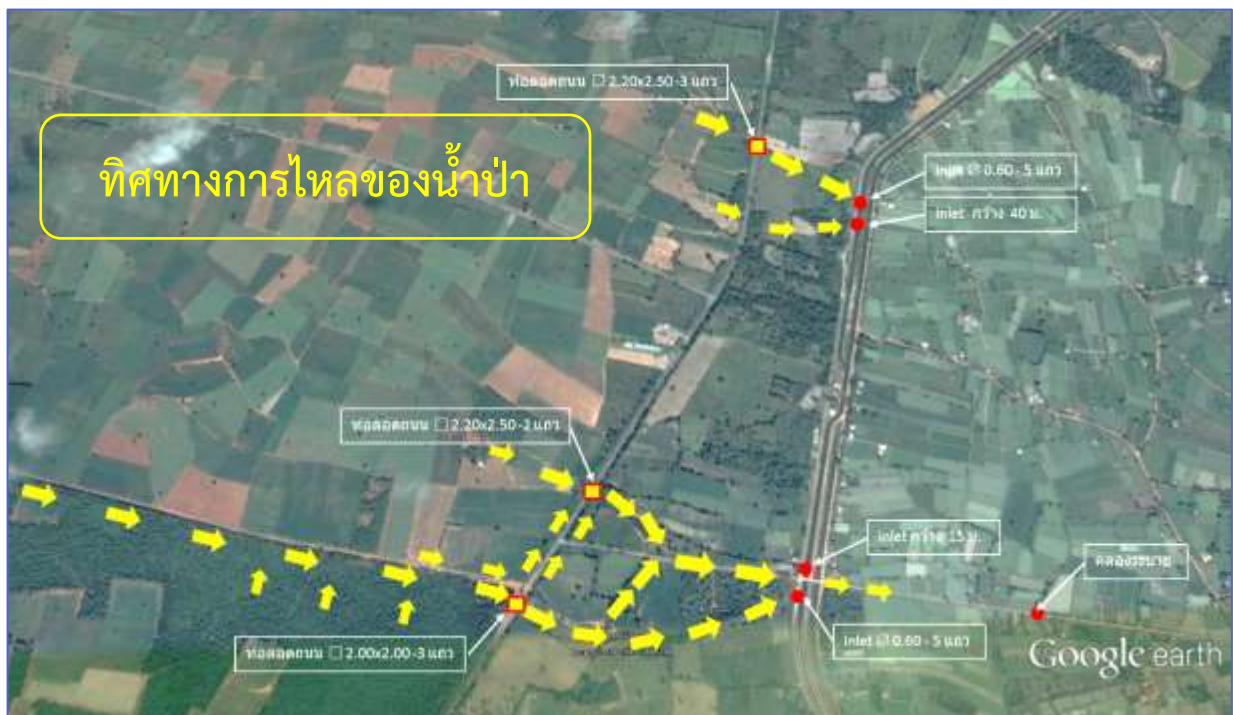 ท่อลอดถนน □ 2.20x2.50-3 แถว
ทิศทางการไหลของน้ำป่า
inlet ∅ 0.60 - 5 แถว
inlet กว้าง 40 ม.
ท่อลอดถนน □ 2.20x2.50-2 แถว
inlet กว้าง 15 ม.
คลองระบาย
ท่อลอดถนน □ 2.00x2.00-3 แถว
inlet ∅ 0.60 - 5 แถว
Google earth